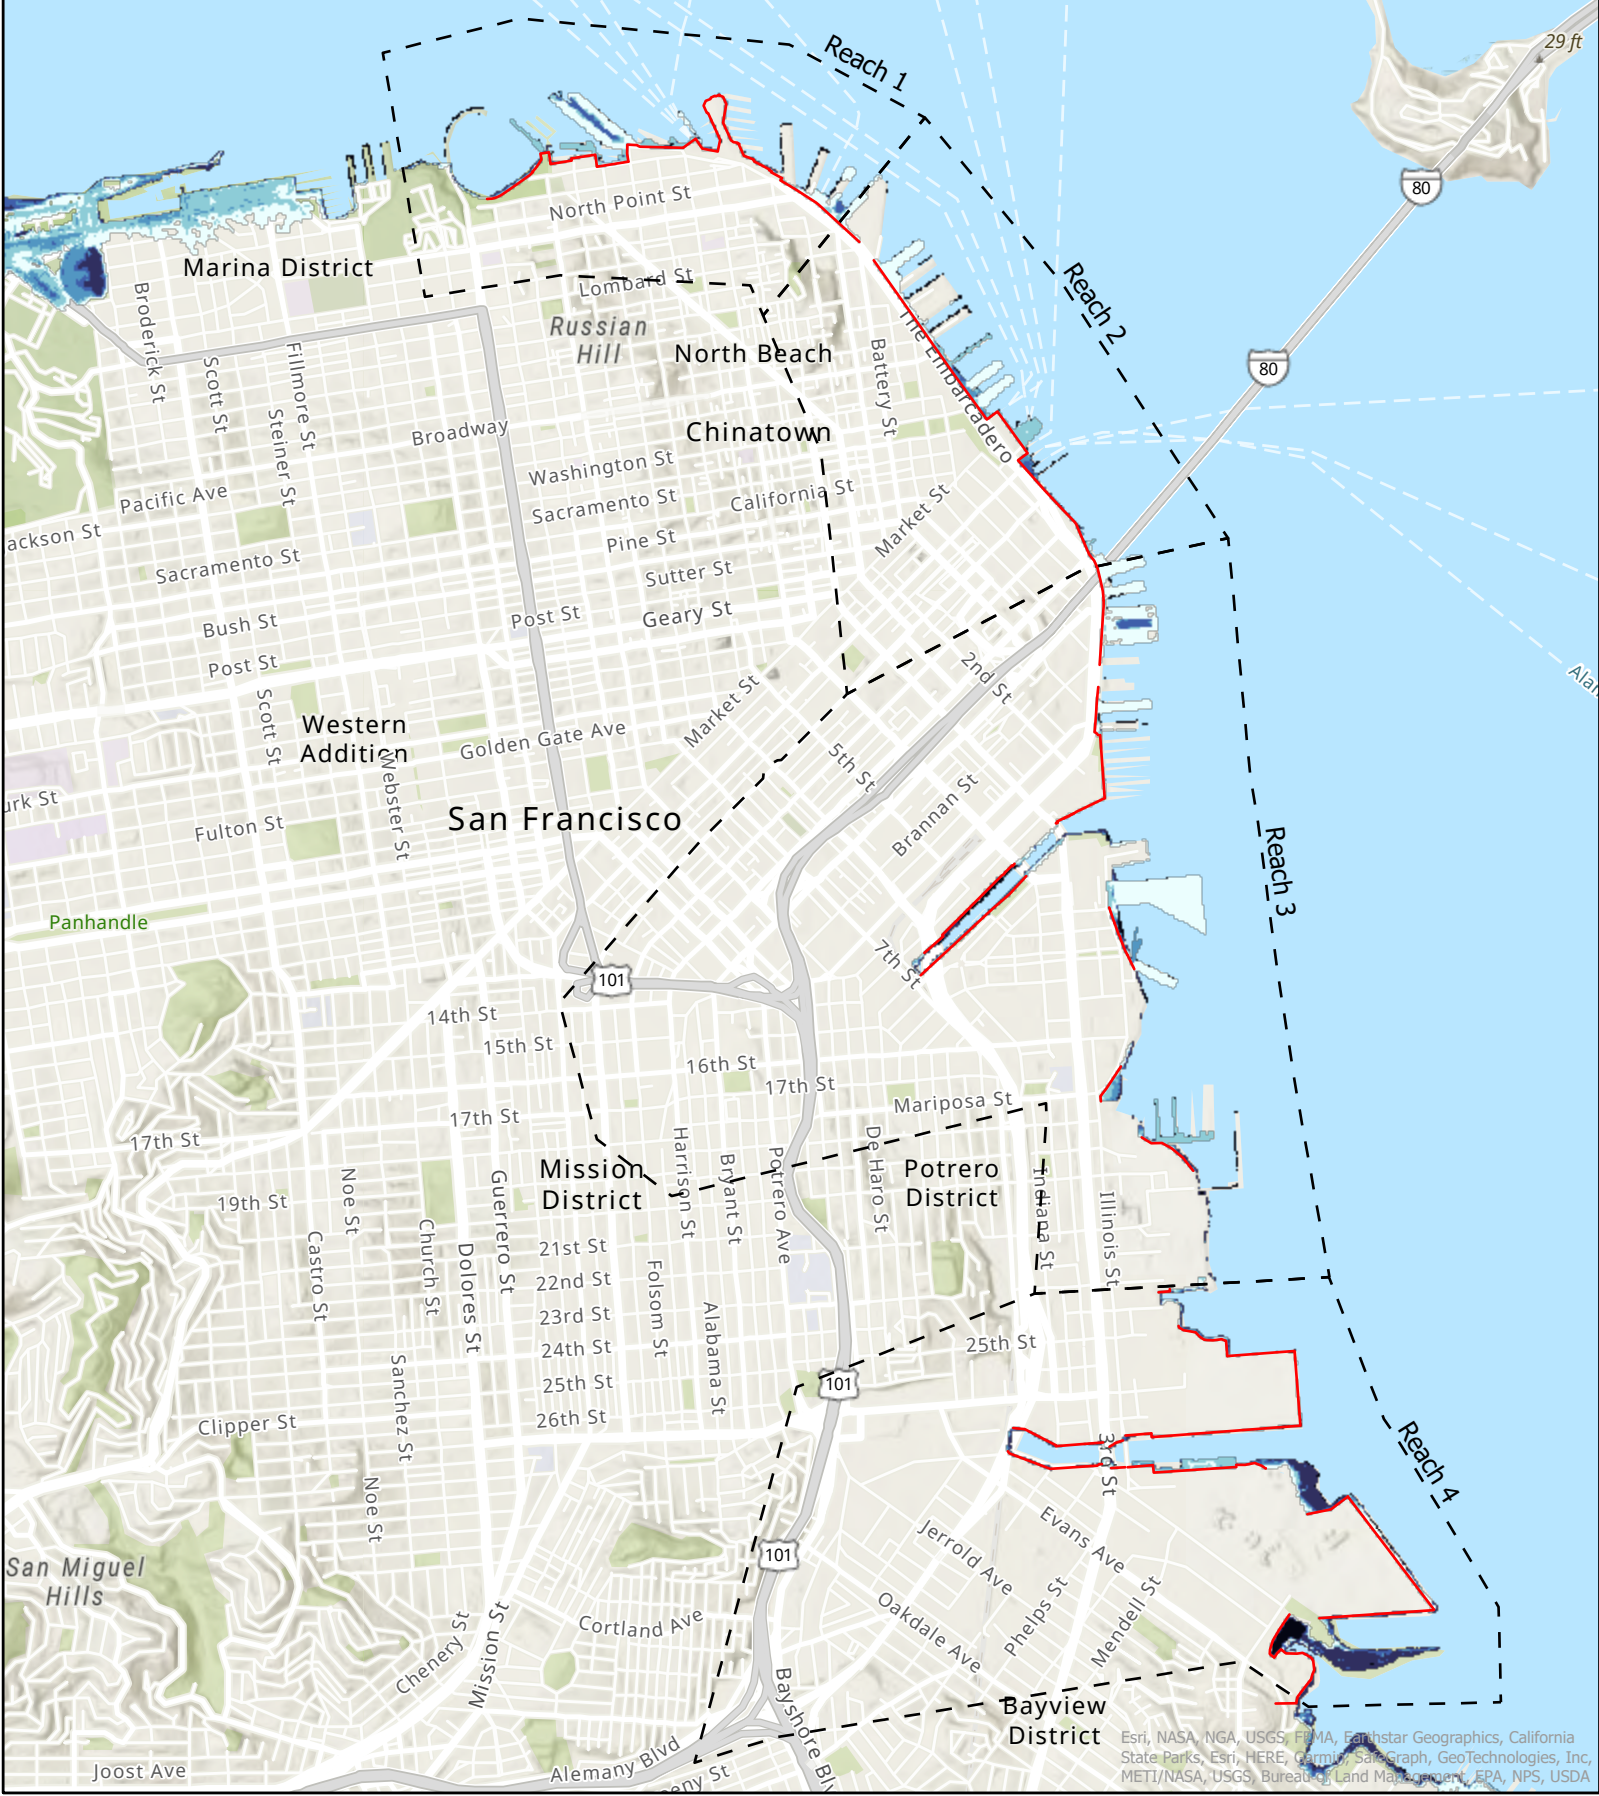 Reach 1
29 ft
80
North Point St
Marina District
Lombard St
Reach 2
Broderick St
Russian
Hill
North Beach
The Embarcadero
Scott St
Fillmore St
Battery St
80
Steiner St
Broadway
Chinatown
Washington St
Pacific Ave
Sacramento St
California St
Market St
ackson St
Pine St
Sacramento St
Sutter St
Post St
Geary St
Bush St
Post St
2nd St
Alan
Scott St
Western
Addition
Market St
Golden Gate Ave
5th St
Webster St
urk St
Brannan St
San Francisco
Fulton St
Reach 3
Panhandle
7th St
101
14th St
15th St
16th St
17th St
Mariposa St
17th St
17th St
Mission
District
Harrison St
Bryant St
Potrero Ave
De Haro St
Potrero
District
Indiana St
Illinois St
19th St
Noe St
Guerrero St
Castro St
Church St
Dolores St
21st St
22nd St
23rd St
24th St
25th St
26th St
Folsom St
Alabama St
25th St
101
Sanchez St
Clipper St
3rd St
Reach 4
Noe St
Evans Ave
Jerrold Ave
101
San Miguel
Hills
Cortland Ave
Oakdale Ave
Phelps St
Mendell St
Chenery St
Mission St
Bayshore Blv
Bayview
District
Alemany Blvd
Joost Ave
eny St
Esri, NASA, NGA, USGS, FEMA, Earthstar Geographics, California
State Parks, Esri, HERE, Garmin, SafeGraph, GeoTechnologies, Inc,
METI/NASA, USGS, Bureau of Land Management, EPA, NPS, USDA